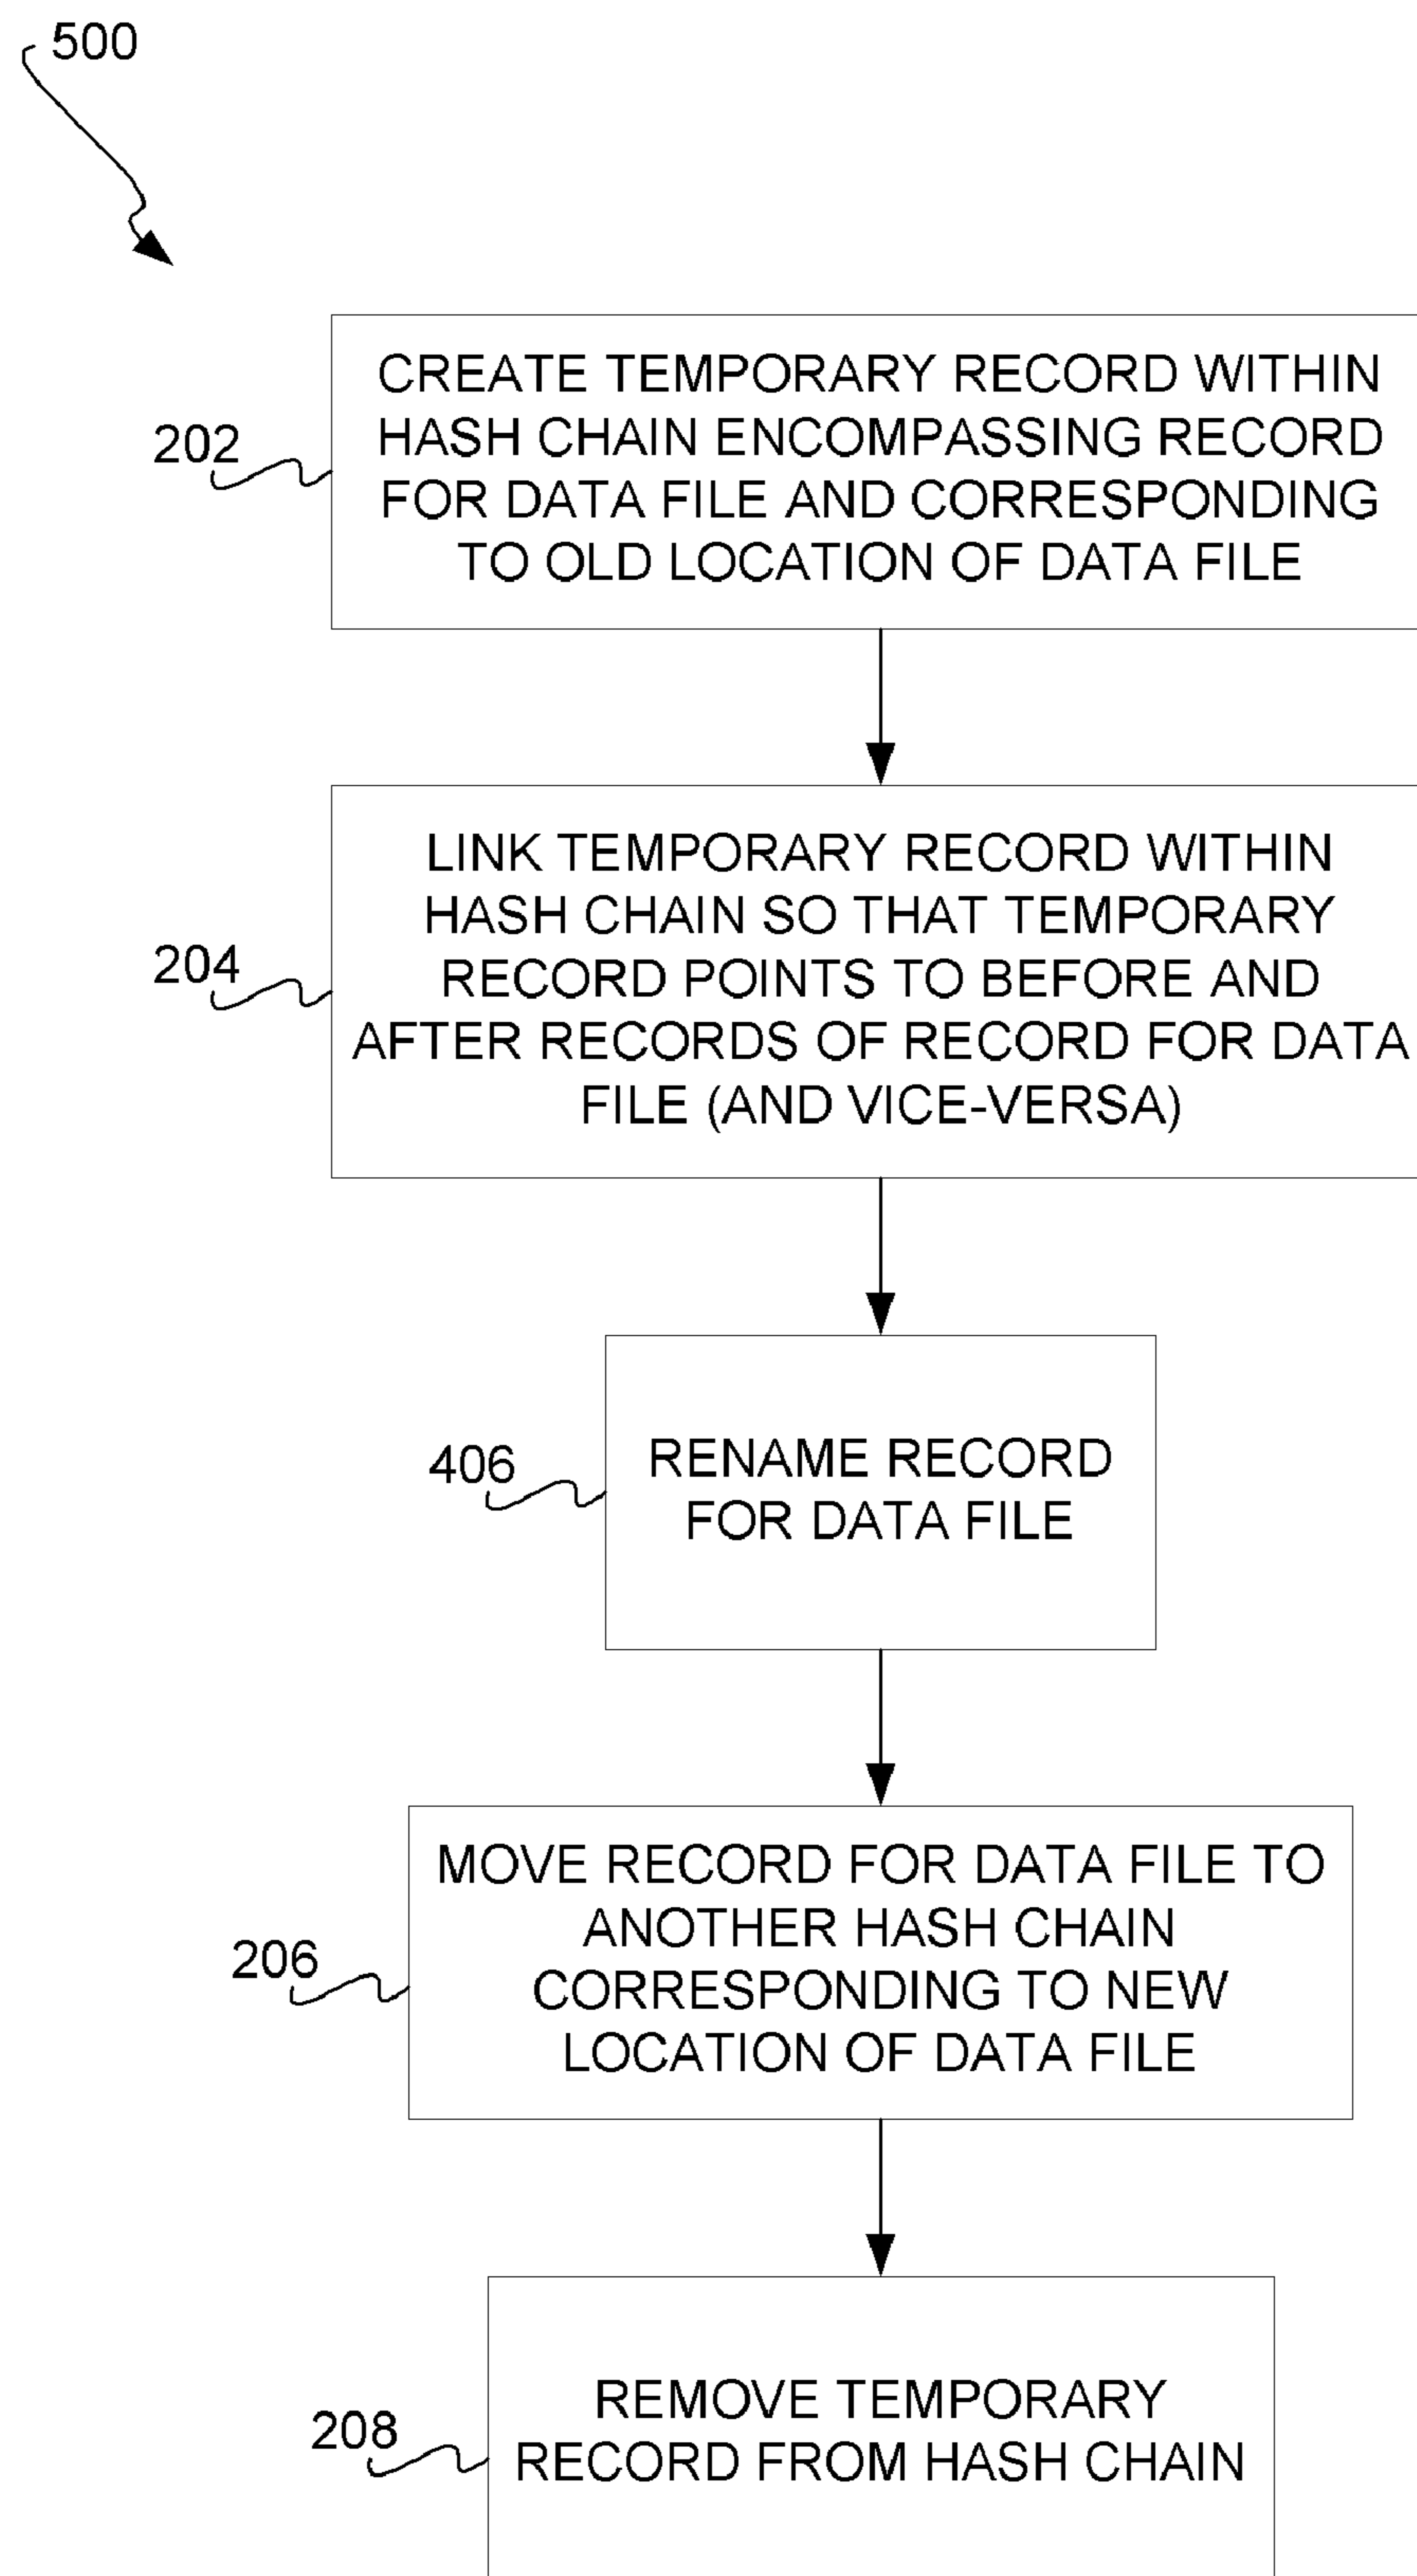 500
202
CREATE TEMPORARY RECORD WITHIN
HASH CHAIN ENCOMPASSING RECORD
FOR DATA FILE AND CORRESPONDING
TO OLD LOCATION OF DATA FILE
204
LINK TEMPORARY RECORD WITHIN
HASH CHAIN SO THAT TEMPORARY
RECORD POINTS TO BEFORE AND
AFTER RECORDS OF RECORD FOR DATA
FILE (AND VICE-VERSA)
406
RENAME RECORD
FOR DATA FILE
206
MOVE RECORD FOR DATA FILE TO
ANOTHER HASH CHAIN
CORRESPONDING TO NEW
LOCATION OF DATA FILE
208
REMOVE TEMPORARY
RECORD FROM HASH CHAIN